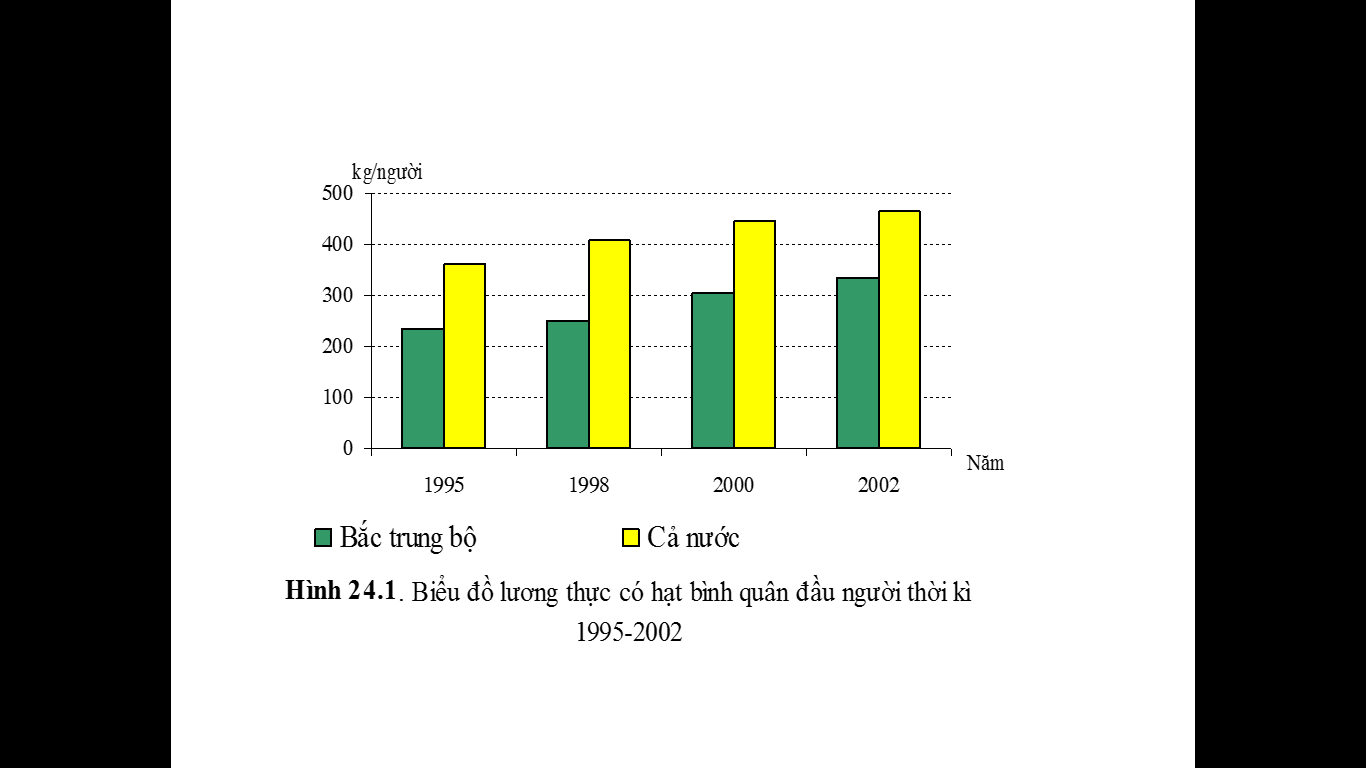 kg/người
500
400
300
200
100
0
Năm
1995 1998 2000 2002
Bắc trung bộ Cả nước
Hình 24.1. Biểu đồ lương thực có hạt bình quân đầu người thời kì
1995-2002